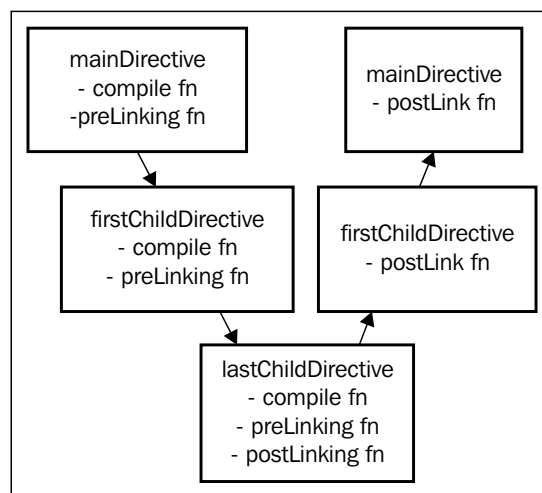 mainDirective
- compile fn
-preLinking fn
mainDirective
- postLink fn
firstChildDirective
- compile fn
- preLinking fn
firstChildDirective
- postLink fn
lastChildDirective
- compile fn
- preLinking fn
- postLinking fn